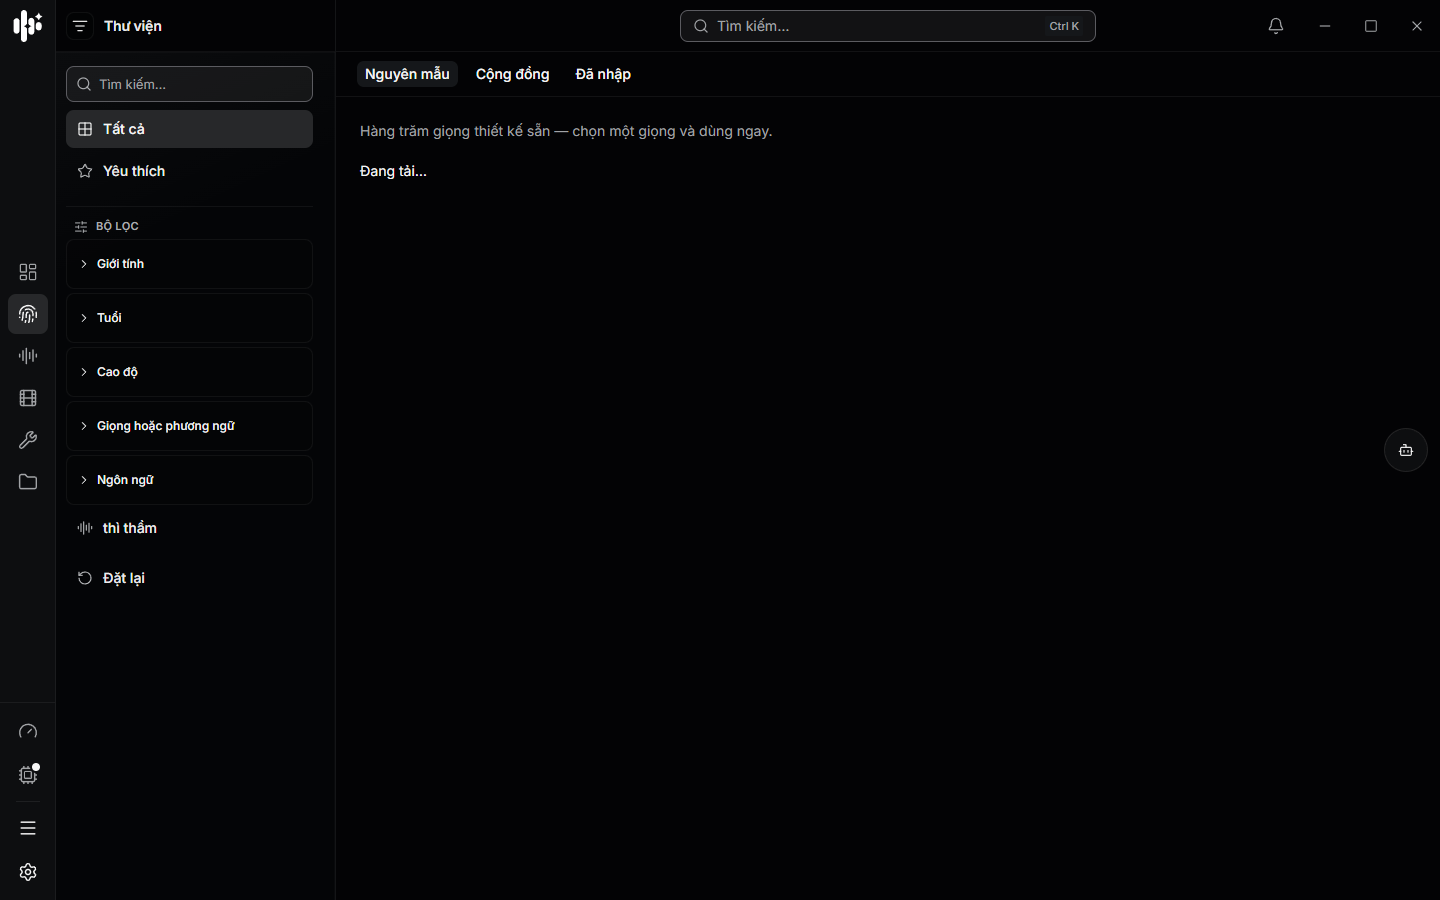 Thư viện
Tìm kiếm...
Ctrl K
Tìm kiếm...
Tất cả
Yêu thích
BỘ LỌC
Giới tính
Tuổi
Cao độ
Giọng hoặc phương ngữ
Ngôn ngữ
thì thầm
Đặt lại
Nguyên mẫu
Cộng đồng
Đã nhập
Hàng trăm giọng thiết kế sẵn — chọn một giọng và dùng ngay.
Đang tải...